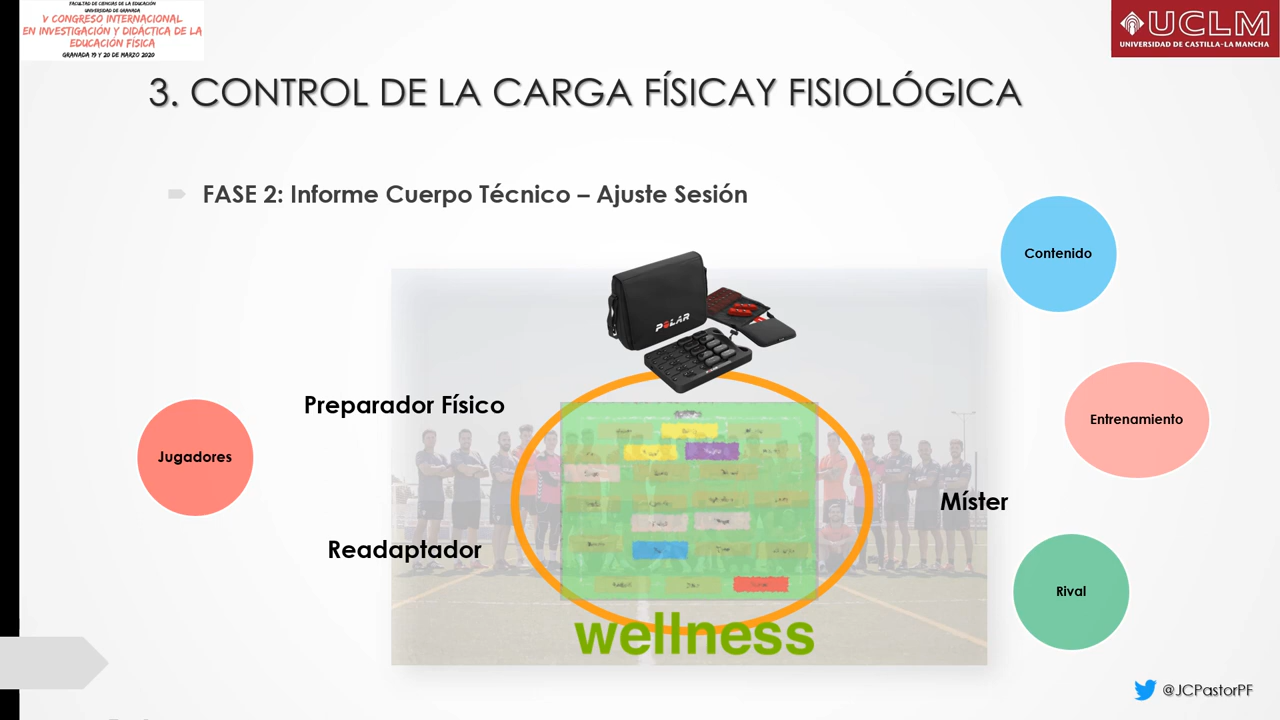 FACULTAD DE CIENCIAS DE LA EDUCACIÓN
UNIVERSIDAD DE GRANADA
V CONGRESO INTERNACIONAL
EN INVESTIGACIÓN Y DIDÁCTICA DE LA
EDUCACIÓN FÍSICA
GRANADA 19 Y 20 DE MARZO 2020
UCLM
UNIVERSIDAD DE CASTILLA-LA MANCHA
3. CONTROL DE LA CARGA FÍSICAY FISIOLÓGICA
FASE 2: Informe Cuerpo Técnico – Ajuste Sesión
Contenido
POLAR
Preparador Físico
Entrenamiento
Jugadores
Míster
Readaptador
Rival
wellness
@JCPastorPF